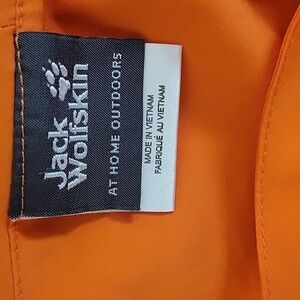 Jack
Wolfskin
AT HOME OUTDOORS
MADE IN VIETNAM
FABRIQUÉ AU VIETNAM